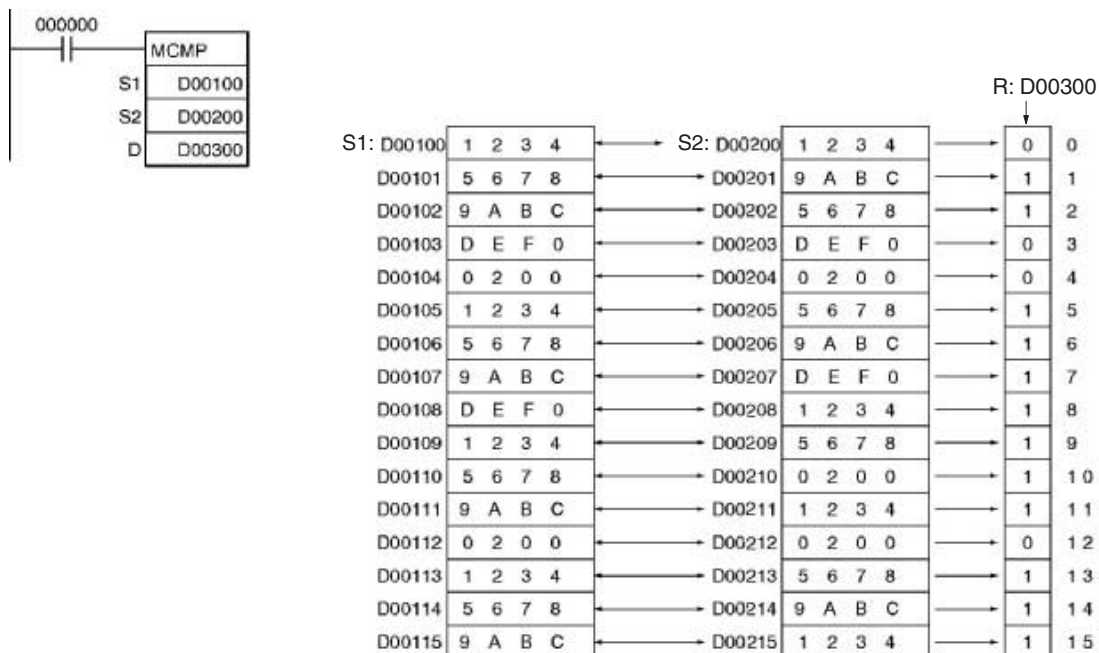 000000
MCMP
S1 D00100
S2 D00200
D D00300
R: D00300
S1: D00100 1 2 3 4 S2: D00200 1 2 3 4 0 0
D00101 5 6 7 8 D00201 9 A B C 1 1
D00102 9 A B C D00202 5 6 7 8 1 2
D00103 D E F 0 D00203 D E F 0 0 3
D00104 0 2 0 0 D00204 0 2 0 0 0 4
D00105 1 2 3 4 D00205 5 6 7 8 1 5
D00106 5 6 7 8 D00206 9 A B C 1 6
D00107 9 A B C D00207 D E F 0 1 7
D00108 D E F 0 D00208 1 2 3 4 1 8
D00109 1 2 3 4 D00209 5 6 7 8 1 9
D00110 5 6 7 8 D00210 0 2 0 0 1 10
D00111 9 A B C D00211 1 2 3 4 1 11
D00112 0 2 0 0 D00212 0 2 0 0 0 12
D00113 1 2 3 4 D00213 5 6 7 8 1 13
D00114 5 6 7 8 D00214 9 A B C 1 14
D00115 9 A B C D00215 1 2 3 4 1 15